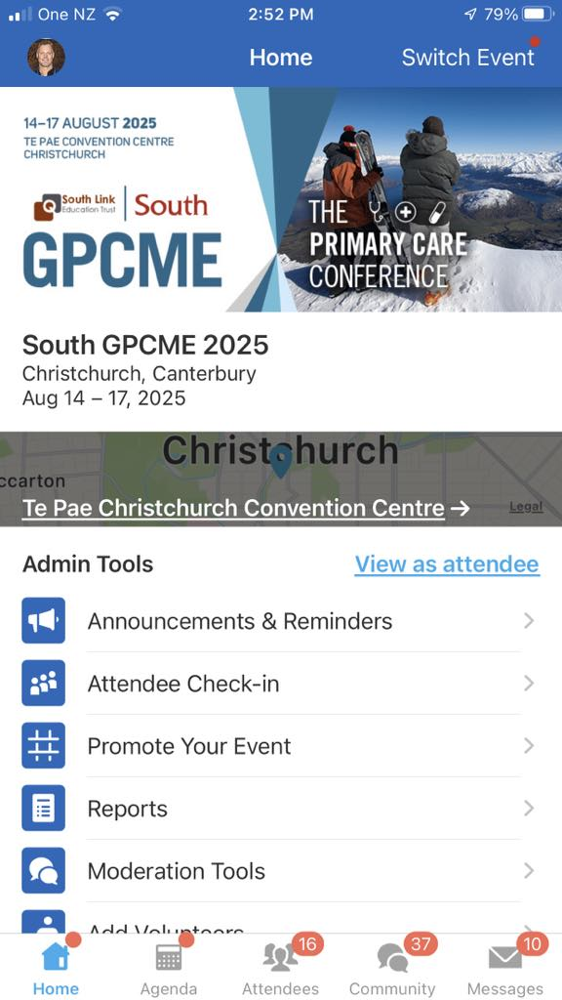 One NZ
2:52 PM
79%
Home
Switch Event
14–17 AUGUST 2025
TE PAE CONVENTION CENTRE
CHRISTCHURCH
South Link
Education Trust
South
GPCME
THE
PRIMARY CARE
CONFERENCE
South GPCME 2025
Christchurch, Canterbury
Aug 14 – 17, 2025
Christchurch
ccarton
Te Pae Christchurch Convention Centre →
Legal
Admin Tools
View as attendee
Announcements & Reminders
Attendee Check-in
Promote Your Event
Reports
Moderation Tools
Add Volunteers
16
37
10
Home
Agenda
Attendees
Community
Messages